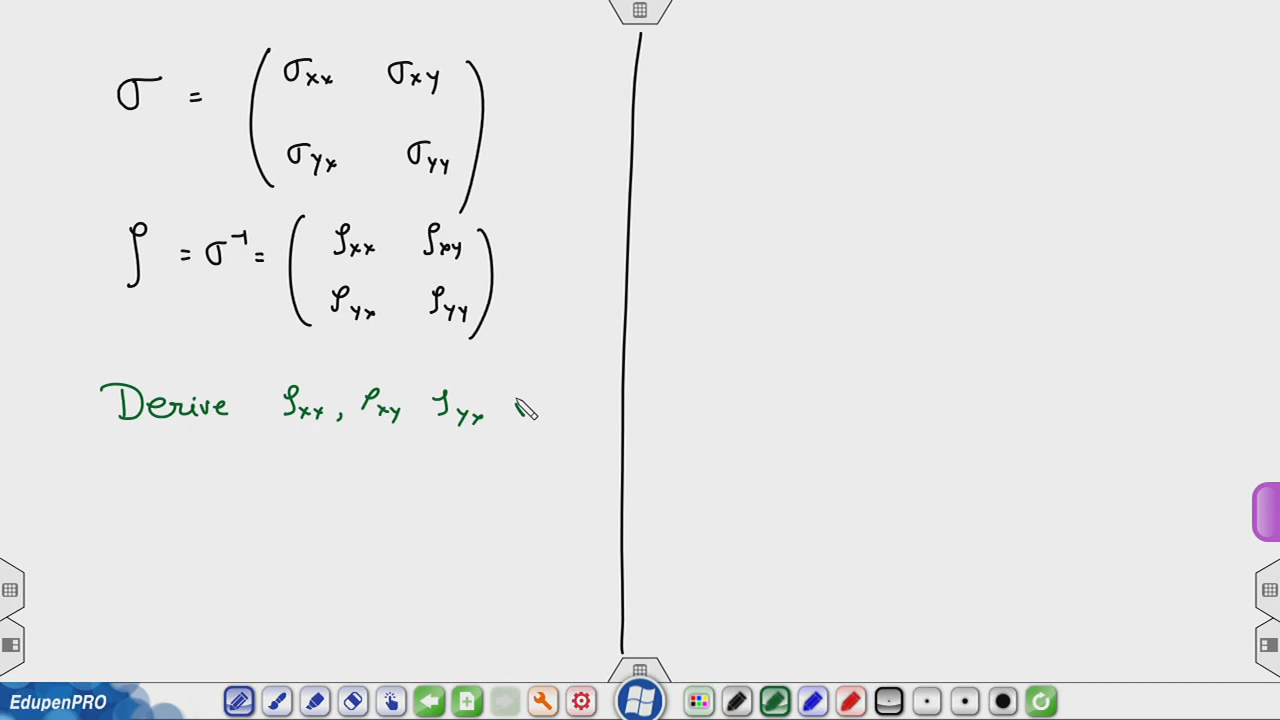 σ = ( σxx σxy
σyx σyy )
ρ = σ⁻¹ = ( ρxx ρxy
ρyx ρyy )
Derive ρxx, ρxy ρyx
EdupenPRO